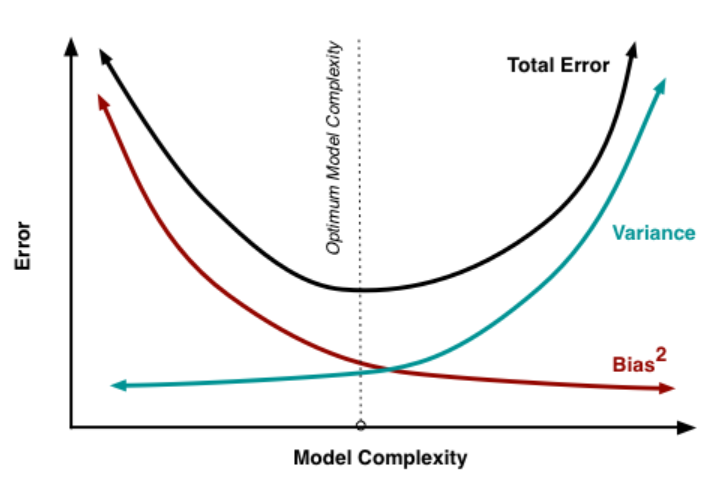 Total Error
Optimum Model Complexity
Variance
Error
Bias²
Model Complexity